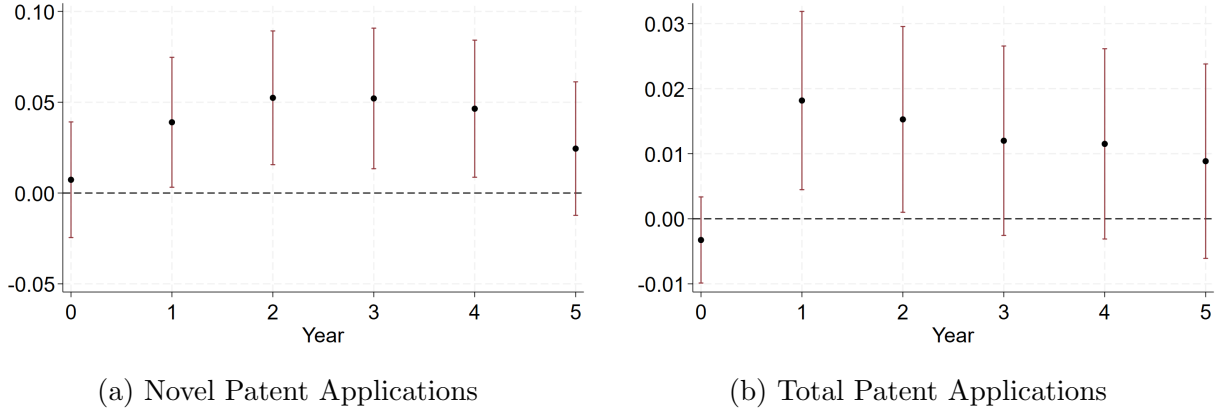 0.10
0.05
0.00
-0.05
0 1 2 3 4 5
Year
(a) Novel Patent Applications
0.03
0.02
0.01
0.00
-0.01
0 1 2 3 4 5
Year
(b) Total Patent Applications